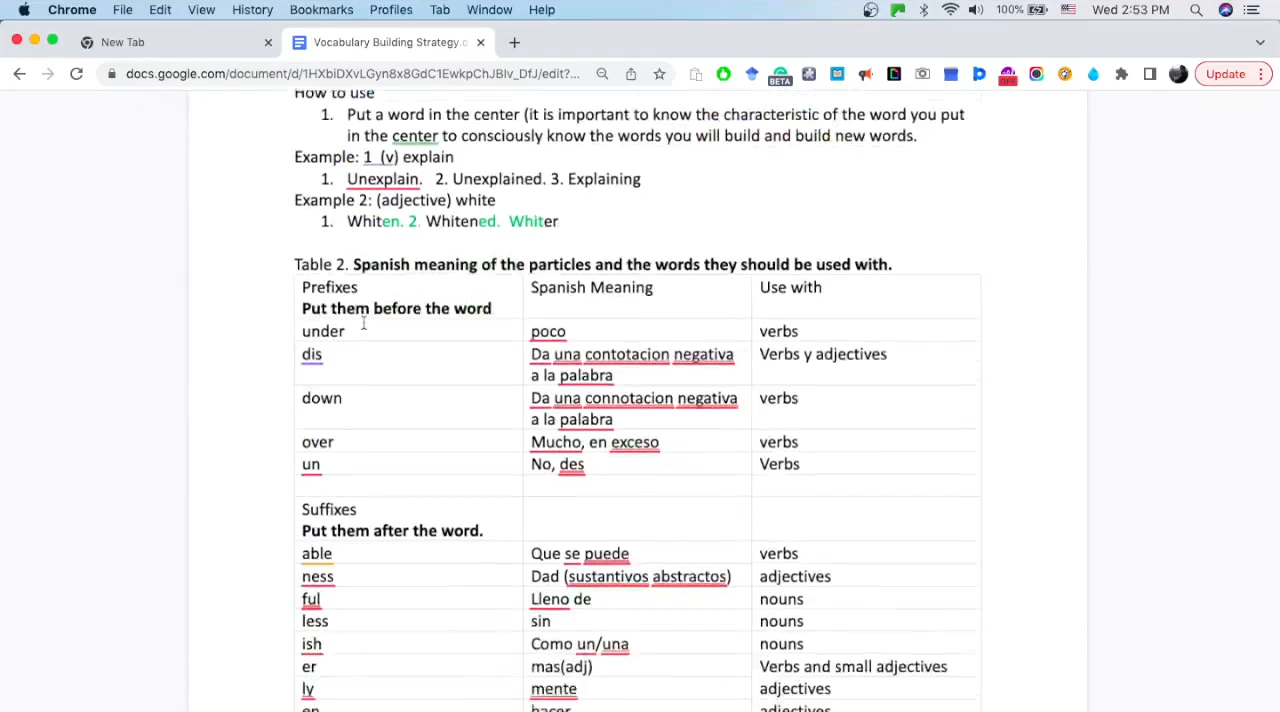 Chrome File Edit View History Bookmarks Profiles Tab Window Help 100% Wed 2:53 PM
New Tab Vocabulary Building Strategy.c
docs.google.com/document/d/1HXbiDXvLGyn8x8GdC1EwkpChJBIv_DfJ/edit?... BETA Update
How to use
1. Put a word in the center (it is important to know the characteristic of the word you put
in the center to consciously know the words you will build and build new words.
Example: 1 (v) explain
1. Unexplain. 2. Unexplained. 3. Explaining
Example 2: (adjective) white
1. Whiten. 2. Whitened. Whiter
Table 2. Spanish meaning of the particles and the words they should be used with.
Prefixes Spanish Meaning Use with
Put them before the word
under poco verbs
dis Da una contotacion negativa Verbs y adjectives
a la palabra
down Da una connotacion negativa verbs
a la palabra
over Mucho, en exceso verbs
un No, des Verbs
Suffixes
Put them after the word.
able Que se puede verbs
ness Dad (sustantivos abstractos) adjectives
ful Lleno de nouns
less sin nouns
ish Como un/una nouns
er mas(adj) Verbs and small adjectives
ly mente adjectives
en hacer adjectives